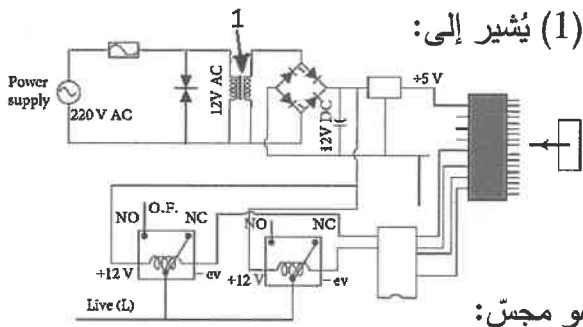 (1) يُشير إلى:
1
Power supply
220 V AC
12V AC
12V DC
+5 V
NO
O.F.
NC
NO
NC
+12 V
– ev
+12 V
– ev
Live (L)
و مجسّ: